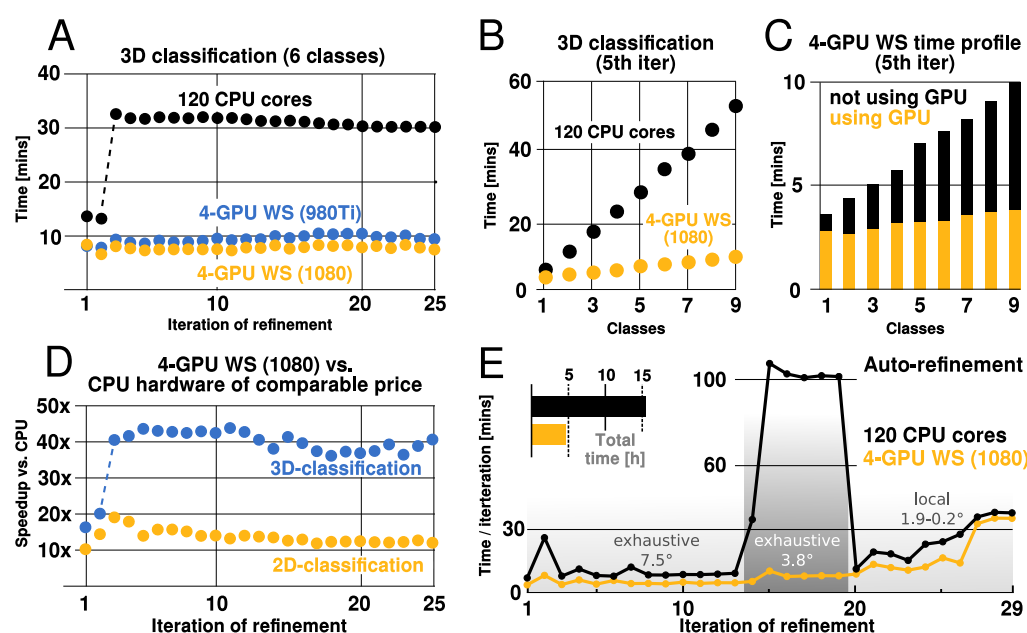 A
3D classification (6 classes)
40
30
20
10
0
Time [mins]
120 CPU cores
4-GPU WS (980Ti)
4-GPU WS (1080)
1
10
20
25
Iteration of refinement
B
3D classification
(5th iter)
60
40
20
0
Time [mins]
120 CPU cores
4-GPU WS
(1080)
1
3
5
7
9
Classes
C
4-GPU WS time profile
(5th iter)
10
5
0
Time [mins]
not using GPU
using GPU
1
3
5
7
9
Classes
D
4-GPU WS (1080) vs.
CPU hardware of comparable price
50x
40x
30x
20x
10x
Speedup vs. CPU
3D-classification
2D-classification
1
10
20
25
Iteration of refinement
E
Auto-refinement
Time / iterteration [mins]
30
0
5
10
15
Total
time [h]
100
60
120 CPU cores
4-GPU WS (1080)
exhaustive
7.5°
exhaustive
3.8°
local
1.9-0.2°
1
10
20
29
Iteration of refinement